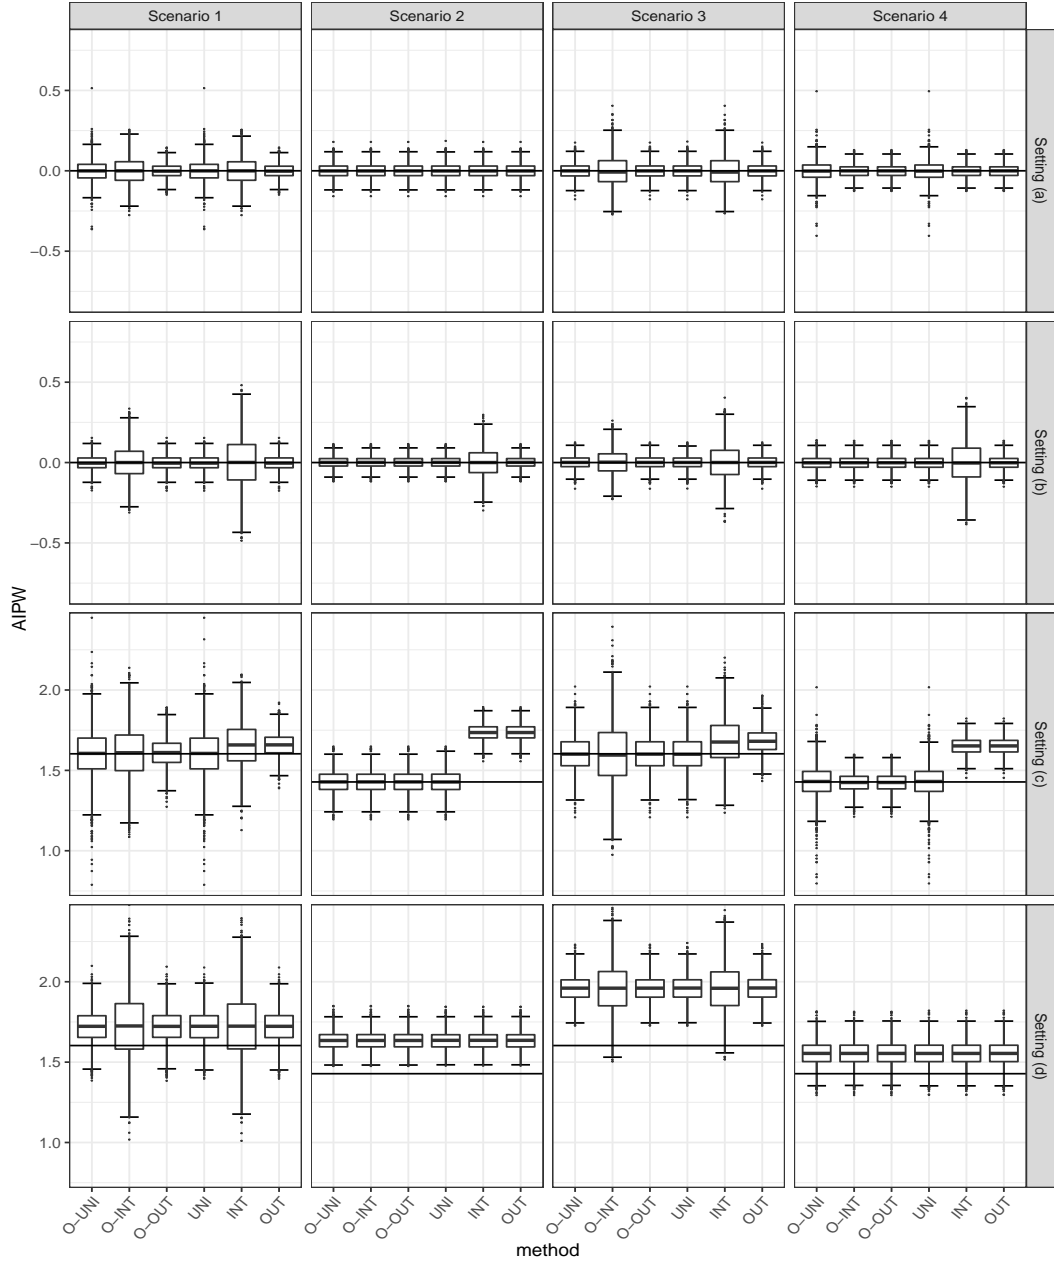 Scenario 1
Scenario 2
Scenario 3
Scenario 4
0.5
0.0
−0.5
Setting (a)
0.5
0.0
−0.5
Setting (b)
AIPW
2.0
1.5
1.0
Setting (c)
2.0
1.5
1.0
Setting (d)
O−UNI
O−INT
O−OUT
UNI
INT
OUT
O−UNI
O−INT
O−OUT
UNI
INT
OUT
O−UNI
O−INT
O−OUT
UNI
INT
OUT
O−UNI
O−INT
O−OUT
UNI
INT
OUT
method